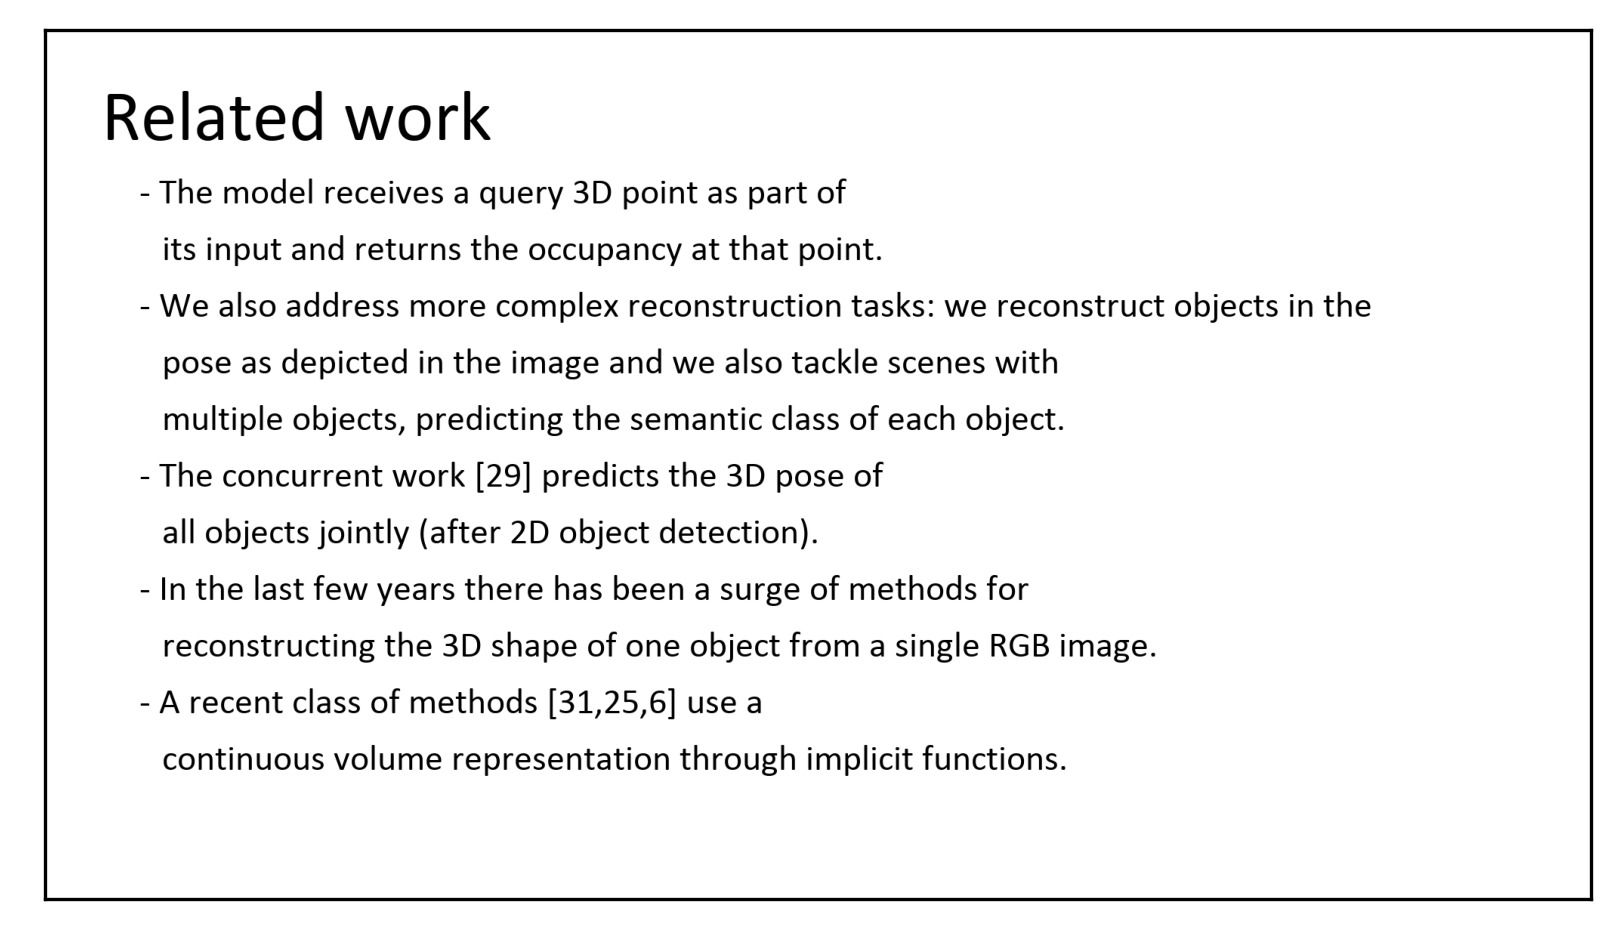 Related work
- The model receives a query 3D point as part of
its input and returns the occupancy at that point.
- We also address more complex reconstruction tasks: we reconstruct objects in the
pose as depicted in the image and we also tackle scenes with
multiple objects, predicting the semantic class of each object.
- The concurrent work [29] predicts the 3D pose of
all objects jointly (after 2D object detection).
- In the last few years there has been a surge of methods for
reconstructing the 3D shape of one object from a single RGB image.
- A recent class of methods [31,25,6] use a
continuous volume representation through implicit functions.